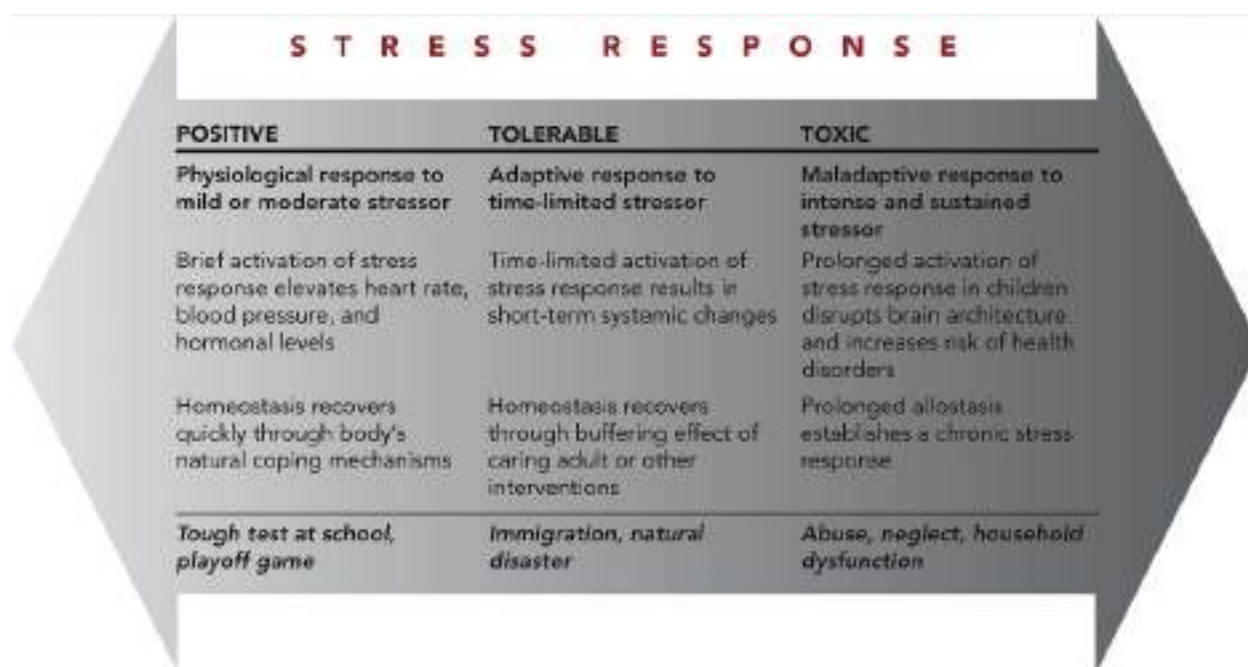 STRESS RESPONSE
POSITIVE
Physiological response to
mild or moderate stressor
Brief activation of stress
response elevates heart rate,
blood pressure, and
hormonal levels
Homeostasis recovers
quickly through body's
natural coping mechanisms
Tough test at school,
playoff game
TOLERABLE
Adaptive response to
time-limited stressor
Time-limited activation of
stress response results in
short-term systemic changes
Homeostasis recovers
through buffering effect of
caring adult or other
interventions
Immigration, natural
disaster
TOXIC
Maladaptive response to
intense and sustained
stressor
Prolonged activation of
stress response in children
disrupts brain architecture
and increases risk of health
disorders
Prolonged allostasis
establishes a chronic stress
response
Abuse, neglect, household
dysfunction